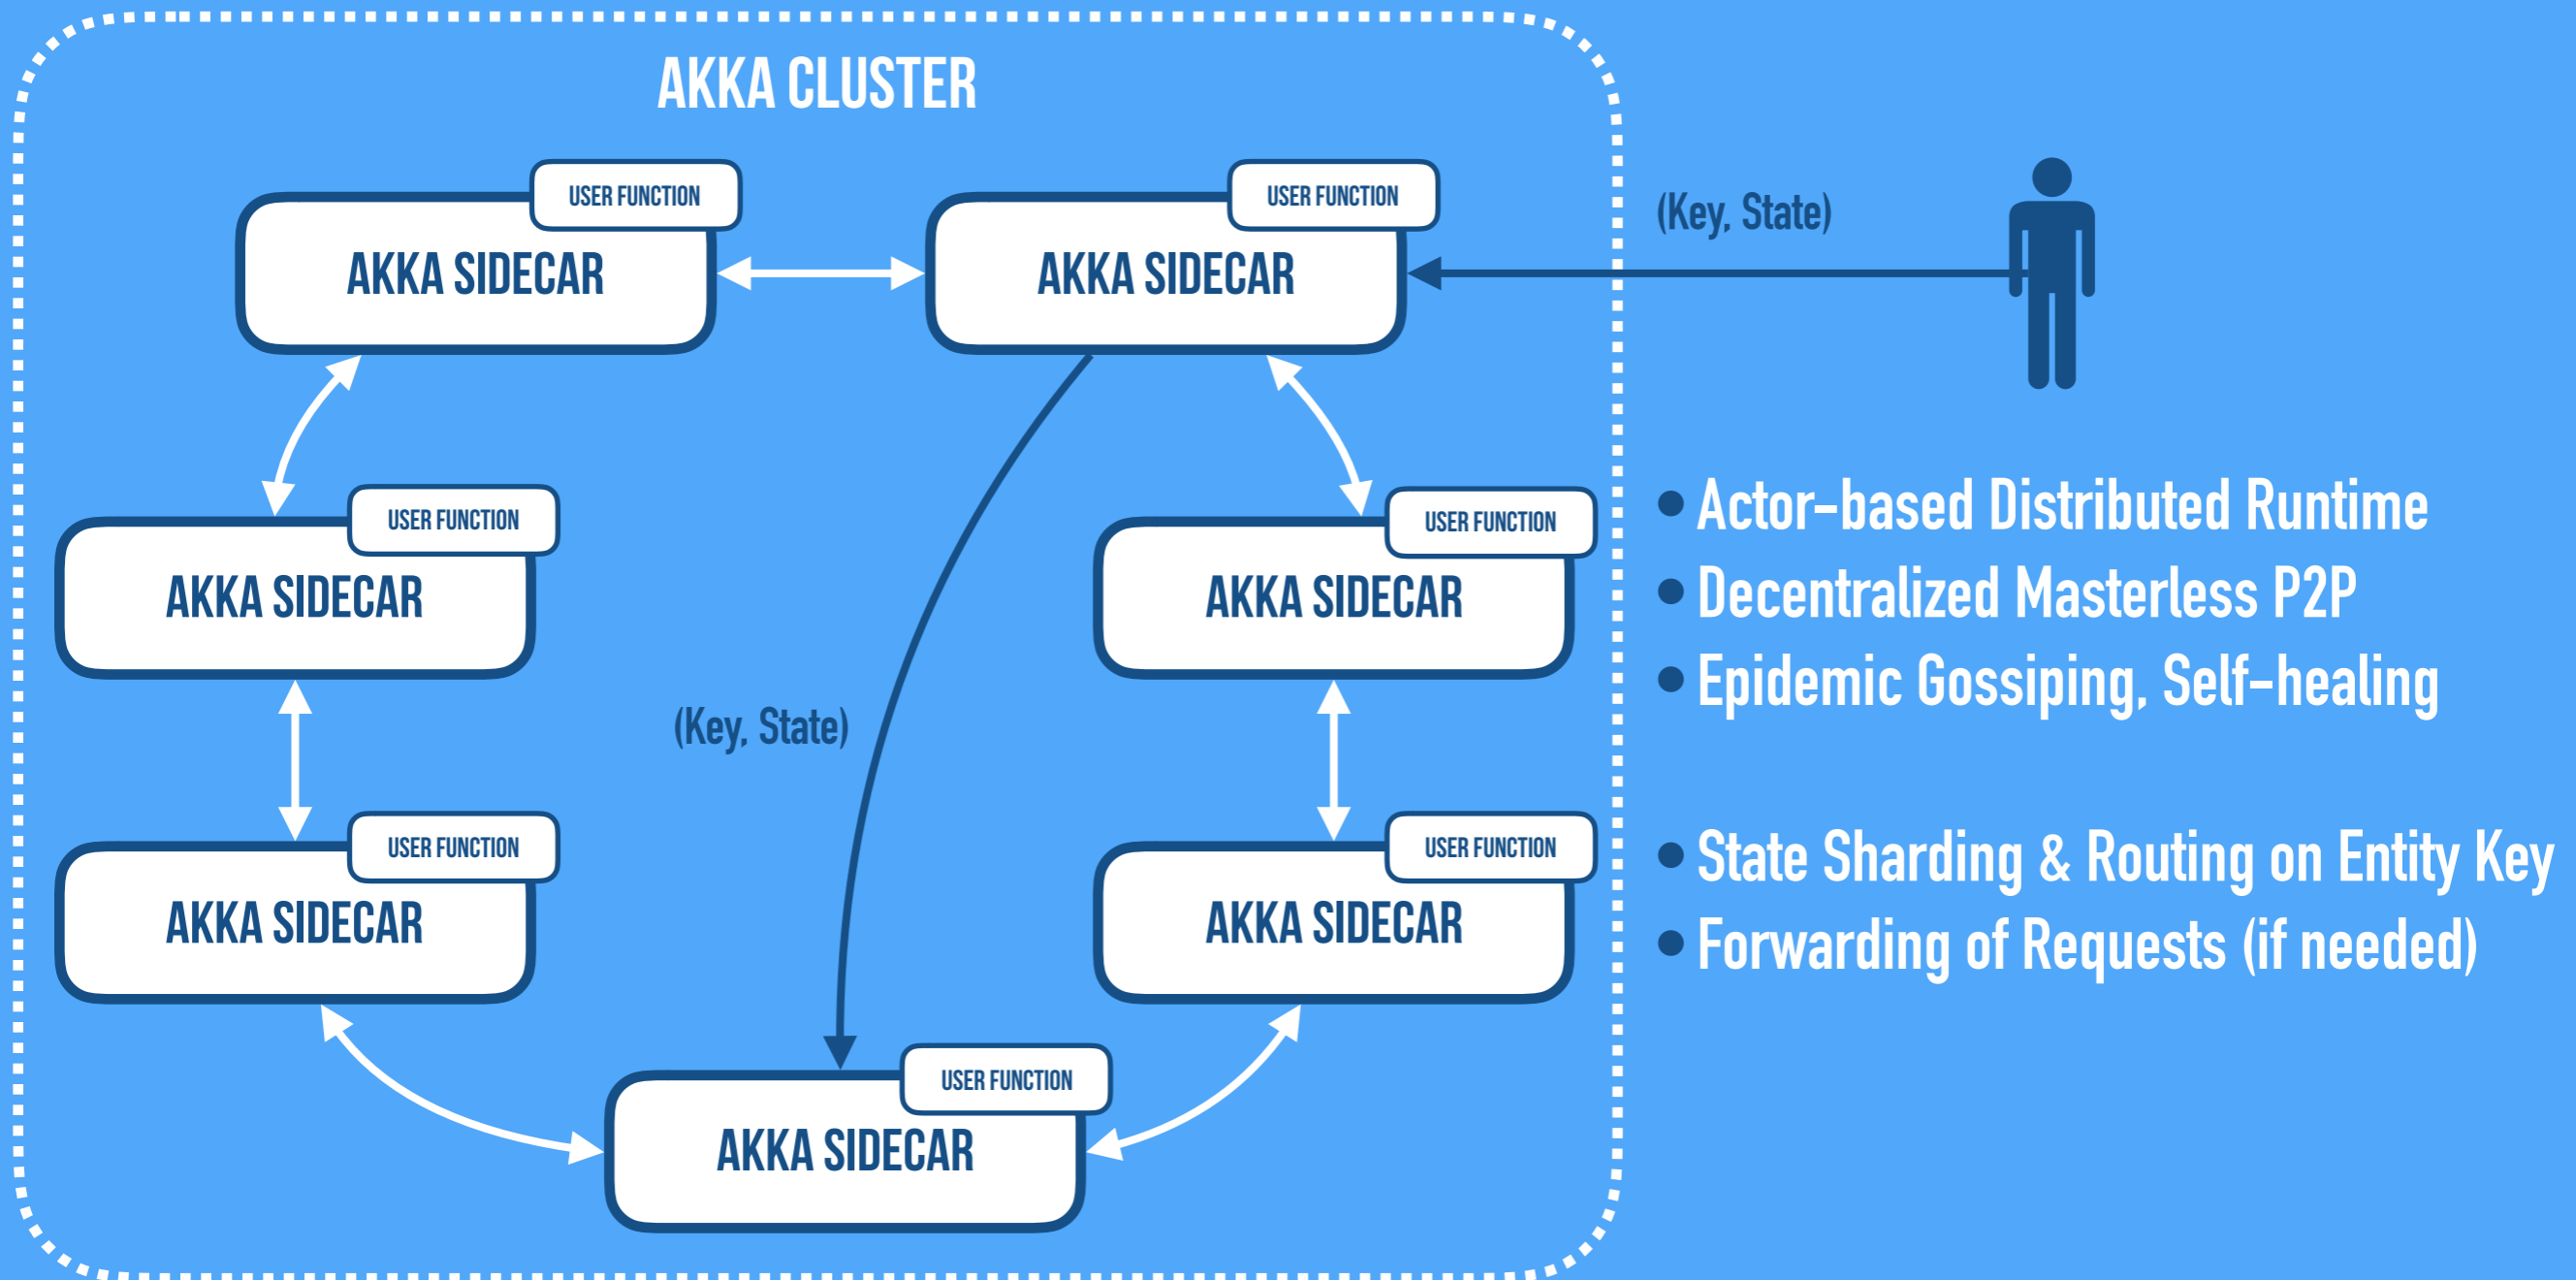 AKKA CLUSTER
USER FUNCTION
AKKA SIDECAR
USER FUNCTION
AKKA SIDECAR
(Key, State)
USER FUNCTION
AKKA SIDECAR
USER FUNCTION
AKKA SIDECAR
(Key, State)
USER FUNCTION
AKKA SIDECAR
USER FUNCTION
AKKA SIDECAR
USER FUNCTION
AKKA SIDECAR
• Actor-based Distributed Runtime
• Decentralized Masterless P2P
• Epidemic Gossiping, Self-healing
• State Sharding & Routing on Entity Key
• Forwarding of Requests (if needed)